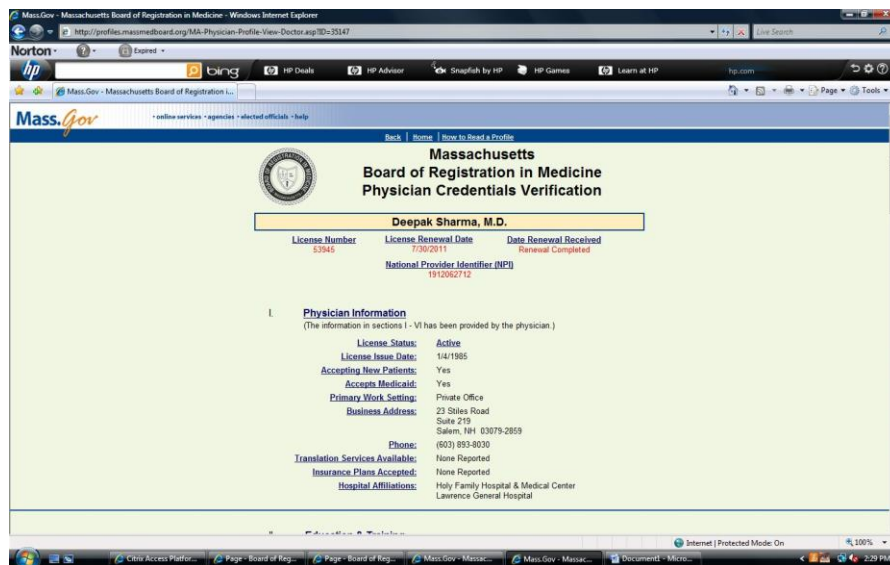 Mass.Gov - Massachusetts Board of Registration in Medicine - Windows Internet Explorer
http://profiles.massmedboard.org/MA-Physician-Profile-View-Doctor.asp?ID=35147
Live Search
Norton
Expired
hp
bing
HP Deals
HP Advisor
Snapfish by HP
HP Games
Learn at HP
hp.com
Mass.Gov - Massachusetts Board of Registration i...
Page
Tools
Mass.Gov
online services • agencies • elected officials • help
Back | Home | How to Read a Profile
Massachusetts
Board of Registration in Medicine
Physician Credentials Verification
Deepak Sharma, M.D.
License Number License Renewal Date Date Renewal Received
53945 7/30/2011 Renewal Completed
National Provider Identifier (NPI)
1912062712
I. Physician Information
(The information in sections I - VI has been provided by the physician.)
License Status: Active
License Issue Date: 1/4/1985
Accepting New Patients: Yes
Accepts Medicaid: Yes
Primary Work Setting: Private Office
Business Address: 23 Stiles Road
Suite 219
Salem, NH 03079-2859
Phone: (603) 893-8030
Translation Services Available: None Reported
Insurance Plans Accepted: None Reported
Hospital Affiliations: Holy Family Hospital & Medical Center
Lawrence General Hospital
Internet | Protected Mode: On
100%
Citrix Access Platfor...
Page - Board of Reg...
Page - Board of Reg...
Mass.Gov - Massac...
Mass.Gov - Massac...
Document1 - Micro...
2:29 PM